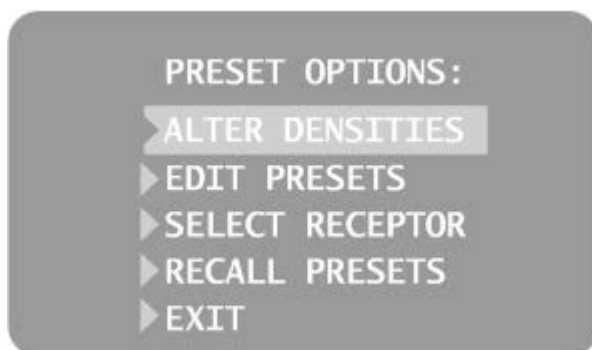 PRESET OPTIONS:
ALTER DENSITIES
EDIT PRESETS
SELECT RECEPTOR
RECALL PRESETS
EXIT